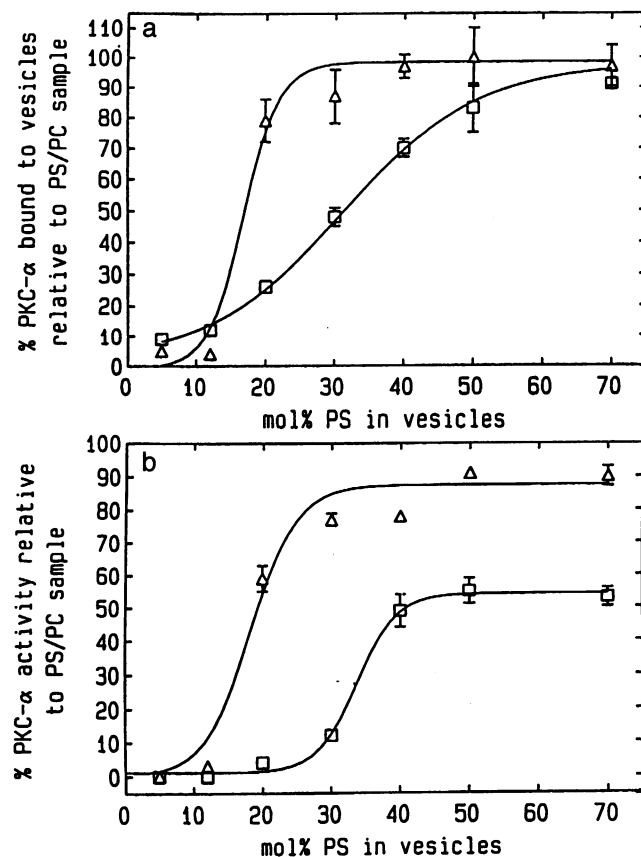 a
% PKC-α bound to vesicles
relative to PS/PC sample
110
100
90
80
70
60
50
40
30
20
10
0
0 10 20 30 40 50 60 70
mol% PS in vesicles
b
% PKC-α activity relative
to PS/PC sample
100
90
80
70
60
50
40
30
20
10
0
0 10 20 30 40 50 60 70
mol% PS in vesicles